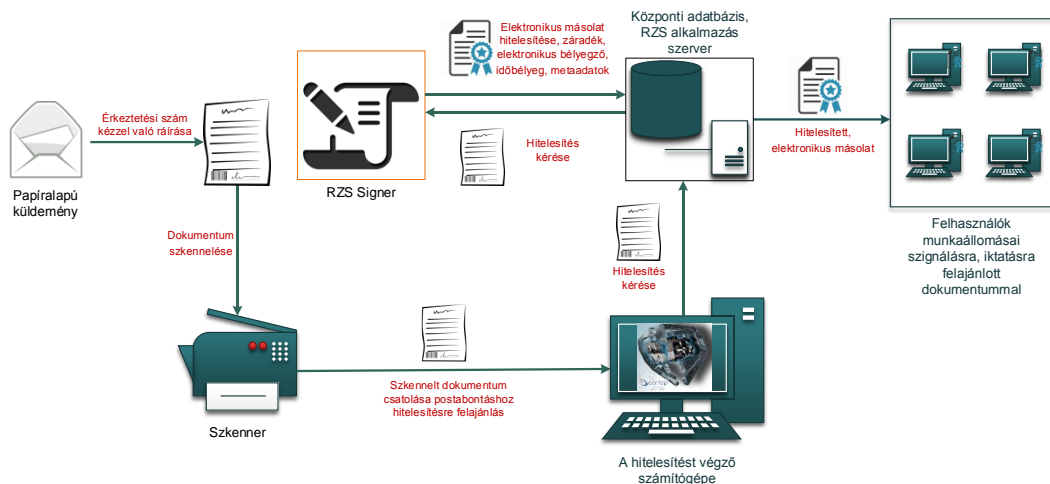 Elektronikus másolat
hitelesítése, záradék,
elektronikus bélyegző,
időbélyeg, metaadatok
Központi adatbázis,
RZS alkalmazás
szerver
Érkeztetési szám
kézzel való ráírása
Hitelesítés
kérése
Hitelesített,
elektronikus másolat
Papíralapú
küldemény
RZS Signer
Dokumentum
szkennelése
Hitelesítés
kérése
Felhasználók
munkaállomásai
szignálásra, iktatásra
felajánlott
dokumentummal
Szkennelt dokumentum
csatolása postabontáshoz
hitelesítésre felajánlás
Szkenner
A hitelesítést végző
számítógépe